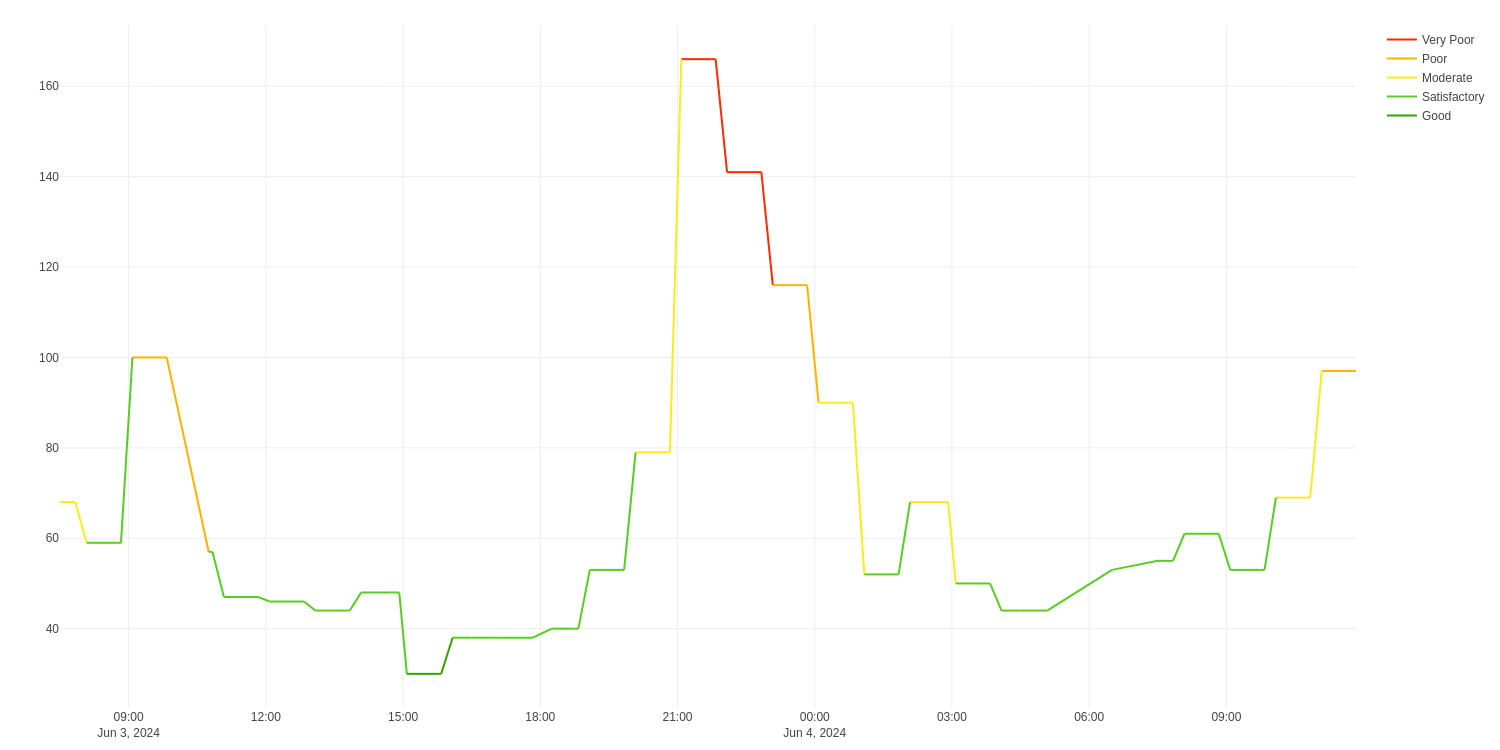 Very Poor
Poor
Moderate
Satisfactory
Good
160
140
120
100
80
60
40
09:00 12:00 15:00 18:00 21:00 00:00 03:00 06:00 09:00
Jun 3, 2024 Jun 4, 2024